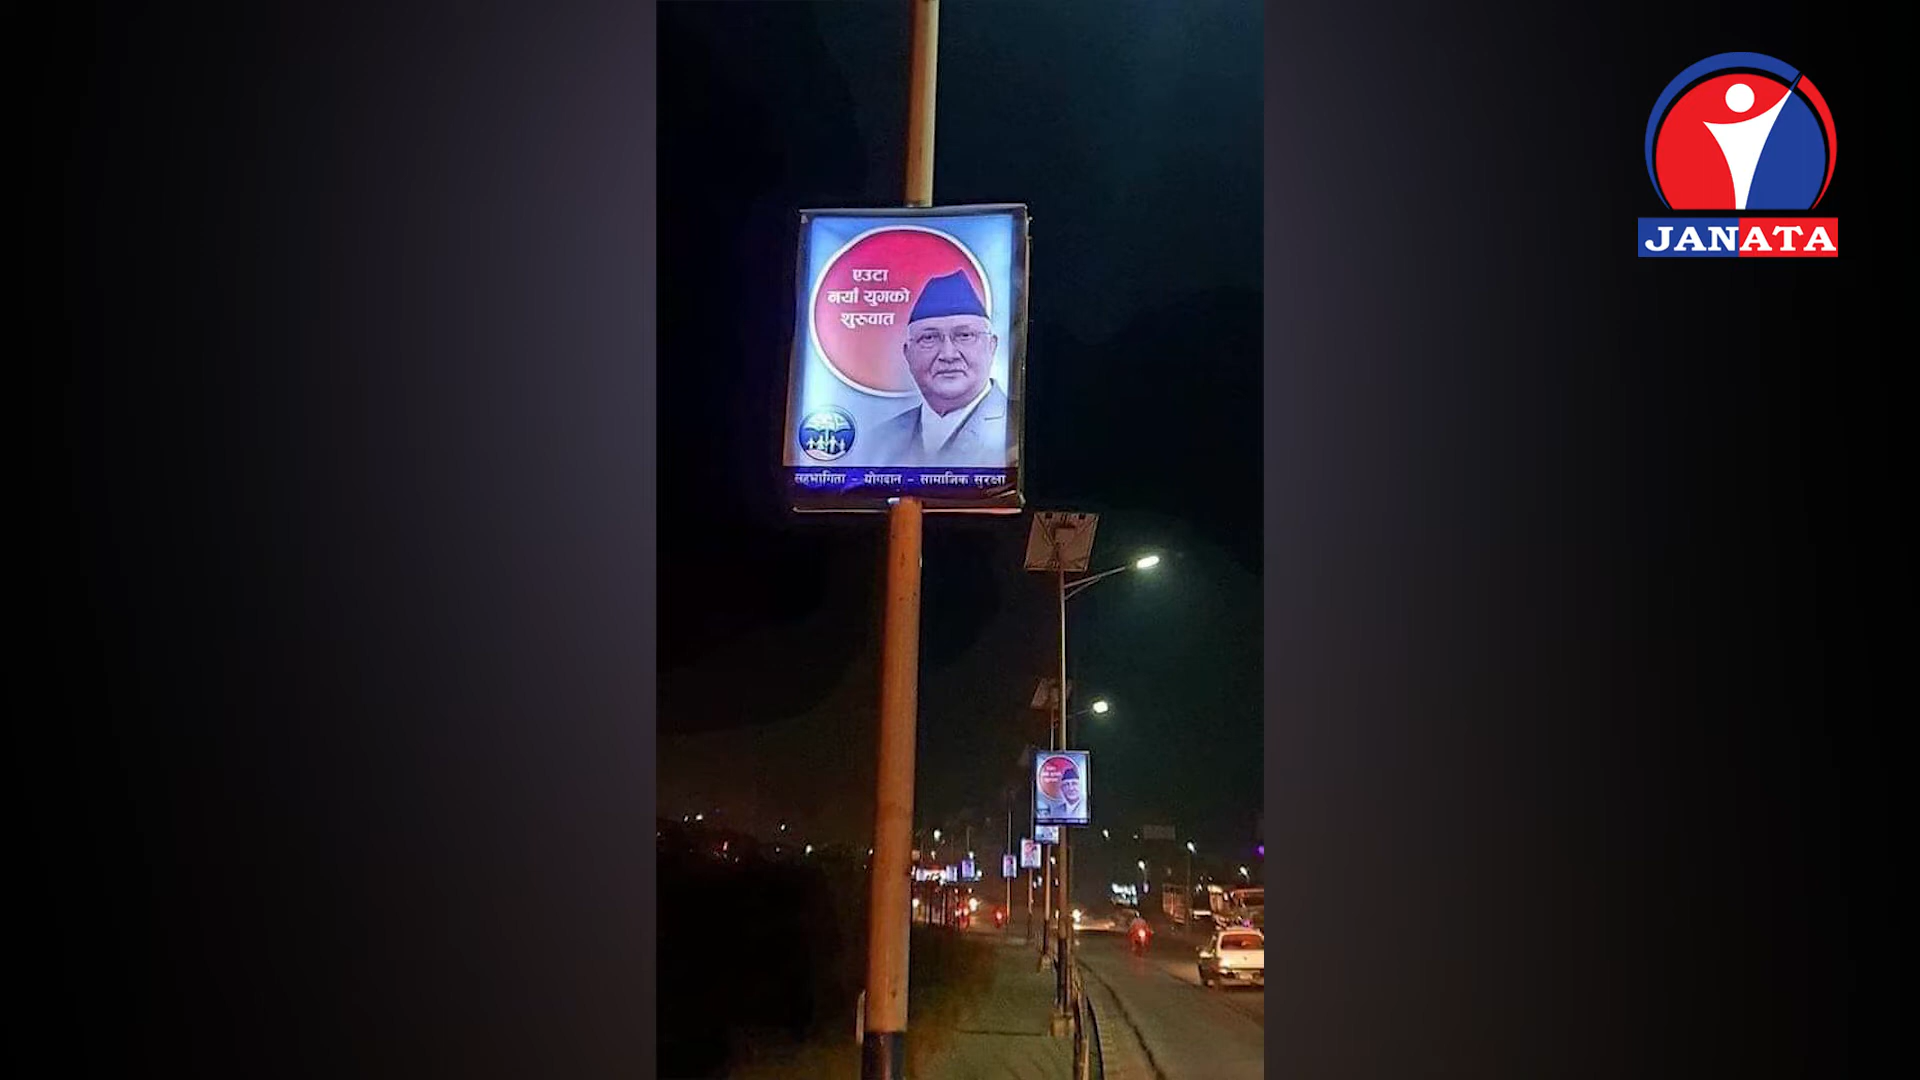 JANATA
एउटा
नयाँ युगको
शुरुवात
सहभागिता - योगदान - सामाजिक सुरक्षा